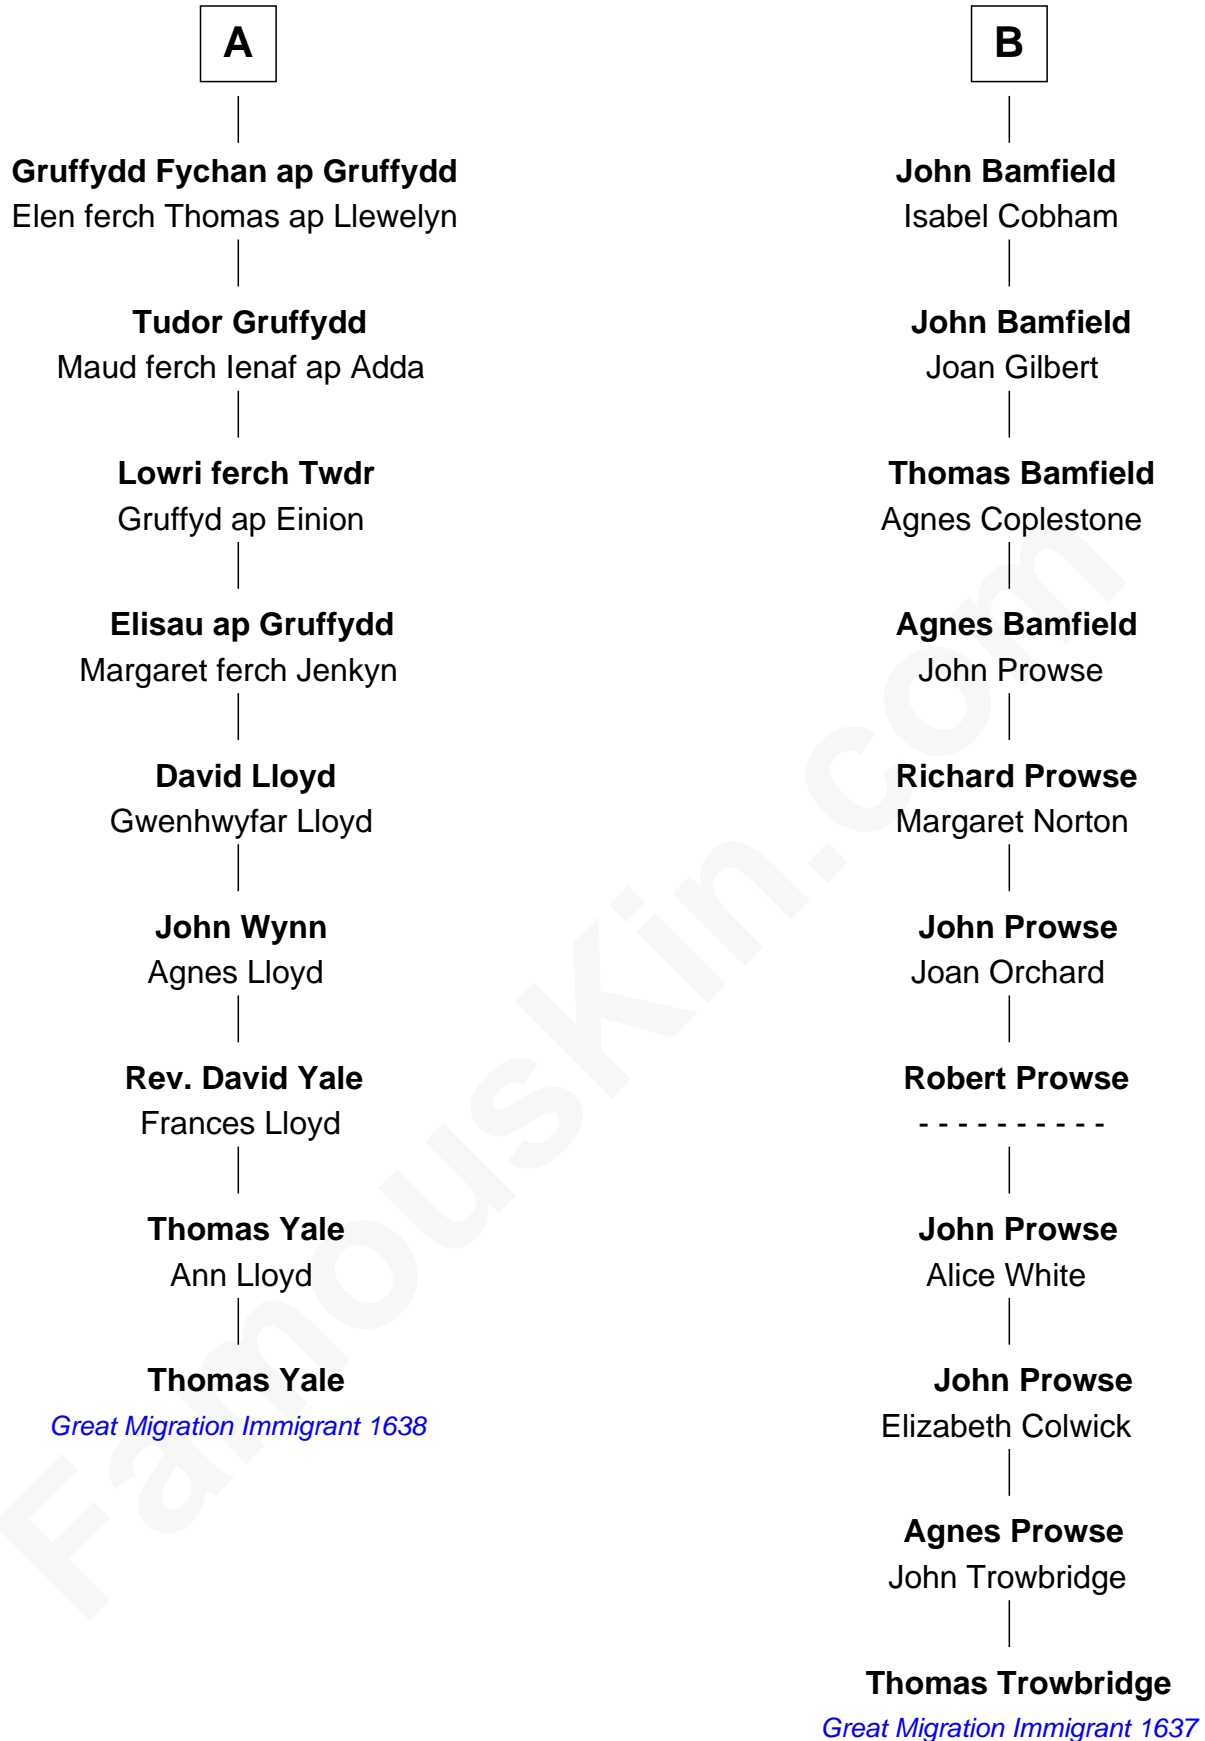 A
Gruffydd Fychan ap Gruffydd
Elen ferch Thomas ap Llewelyn
Tudor Gruffydd
Maud ferch Ienaf ap Adda
Lowri ferch Twdr
Gruffyd ap Einion
Elisau ap Gruffydd
Margaret ferch Jenkyn
David Lloyd
Gwenhwyfar Lloyd
John Wynn
Agnes Lloyd
Rev. David Yale
Frances Lloyd
Thomas Yale
Ann Lloyd
Thomas Yale
Great Migration Immigrant 1638
B
John Bamfield
Isabel Cobham
John Bamfield
Joan Gilbert
Thomas Bamfield
Agnes Coplestone
Agnes Bamfield
John Prowse
Richard Prowse
Margaret Norton
John Prowse
Joan Orchard
Robert Prowse
- - - - - - - - - -
John Prowse
Alice White
John Prowse
Elizabeth Colwick
Agnes Prowse
John Trowbridge
Thomas Trowbridge
Great Migration Immigrant 1637
FamousKin.com